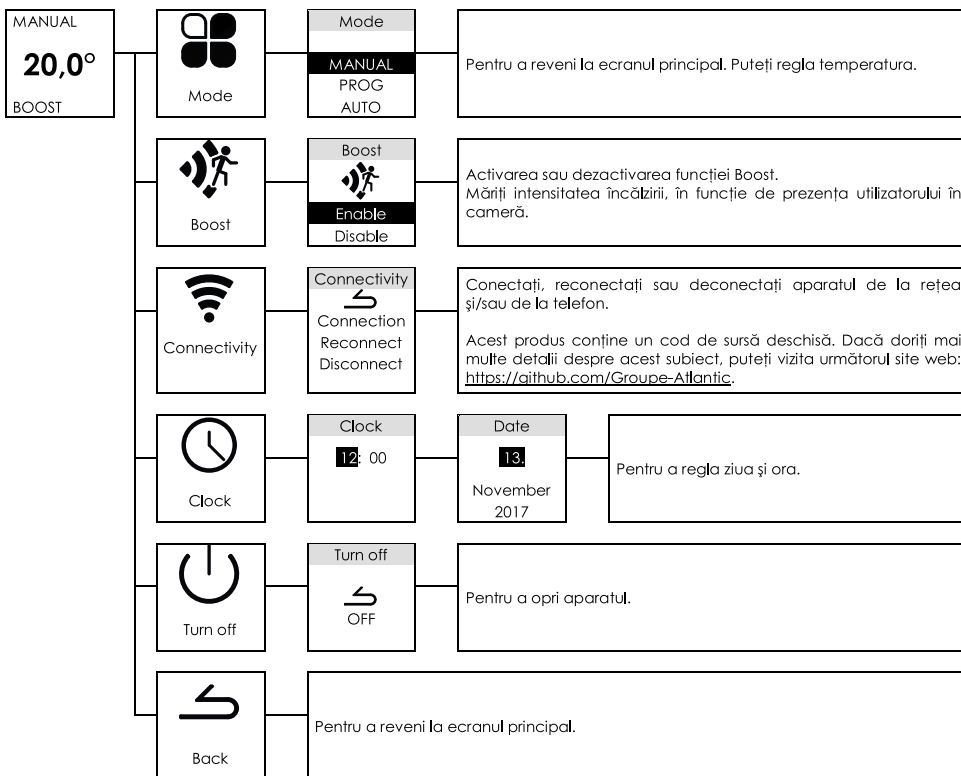 MANUAL
20,0°
BOOST
Mode
Mode
MANUAL
PROG
AUTO
Pentru a reveni la ecranul principal. Puteți regla temperatura.
Boost
Boost
Enable
Disable
Activarea sau dezactivarea funcției Boost.
Măriți intensitatea încălzirii, în funcție de prezența utilizatorului în
cameră.
Connectivity
Connectivity
Connection
Reconnect
Disconnect
Conectați, reconectați sau deconectați aparatul de la rețea
și/sau de la telefon.
Acest produs conține un cod de sursă deschisă. Dacă doriți mai
multe detalii despre acest subiect, puteți vizita următorul site web:
https://github.com/Groupe-Atlantic.
Clock
Clock
12: 00
Date
13.
November
2017
Pentru a regla ziua și ora.
Turn off
Turn off
OFF
Pentru a opri aparatul.
Back
Pentru a reveni la ecranul principal.